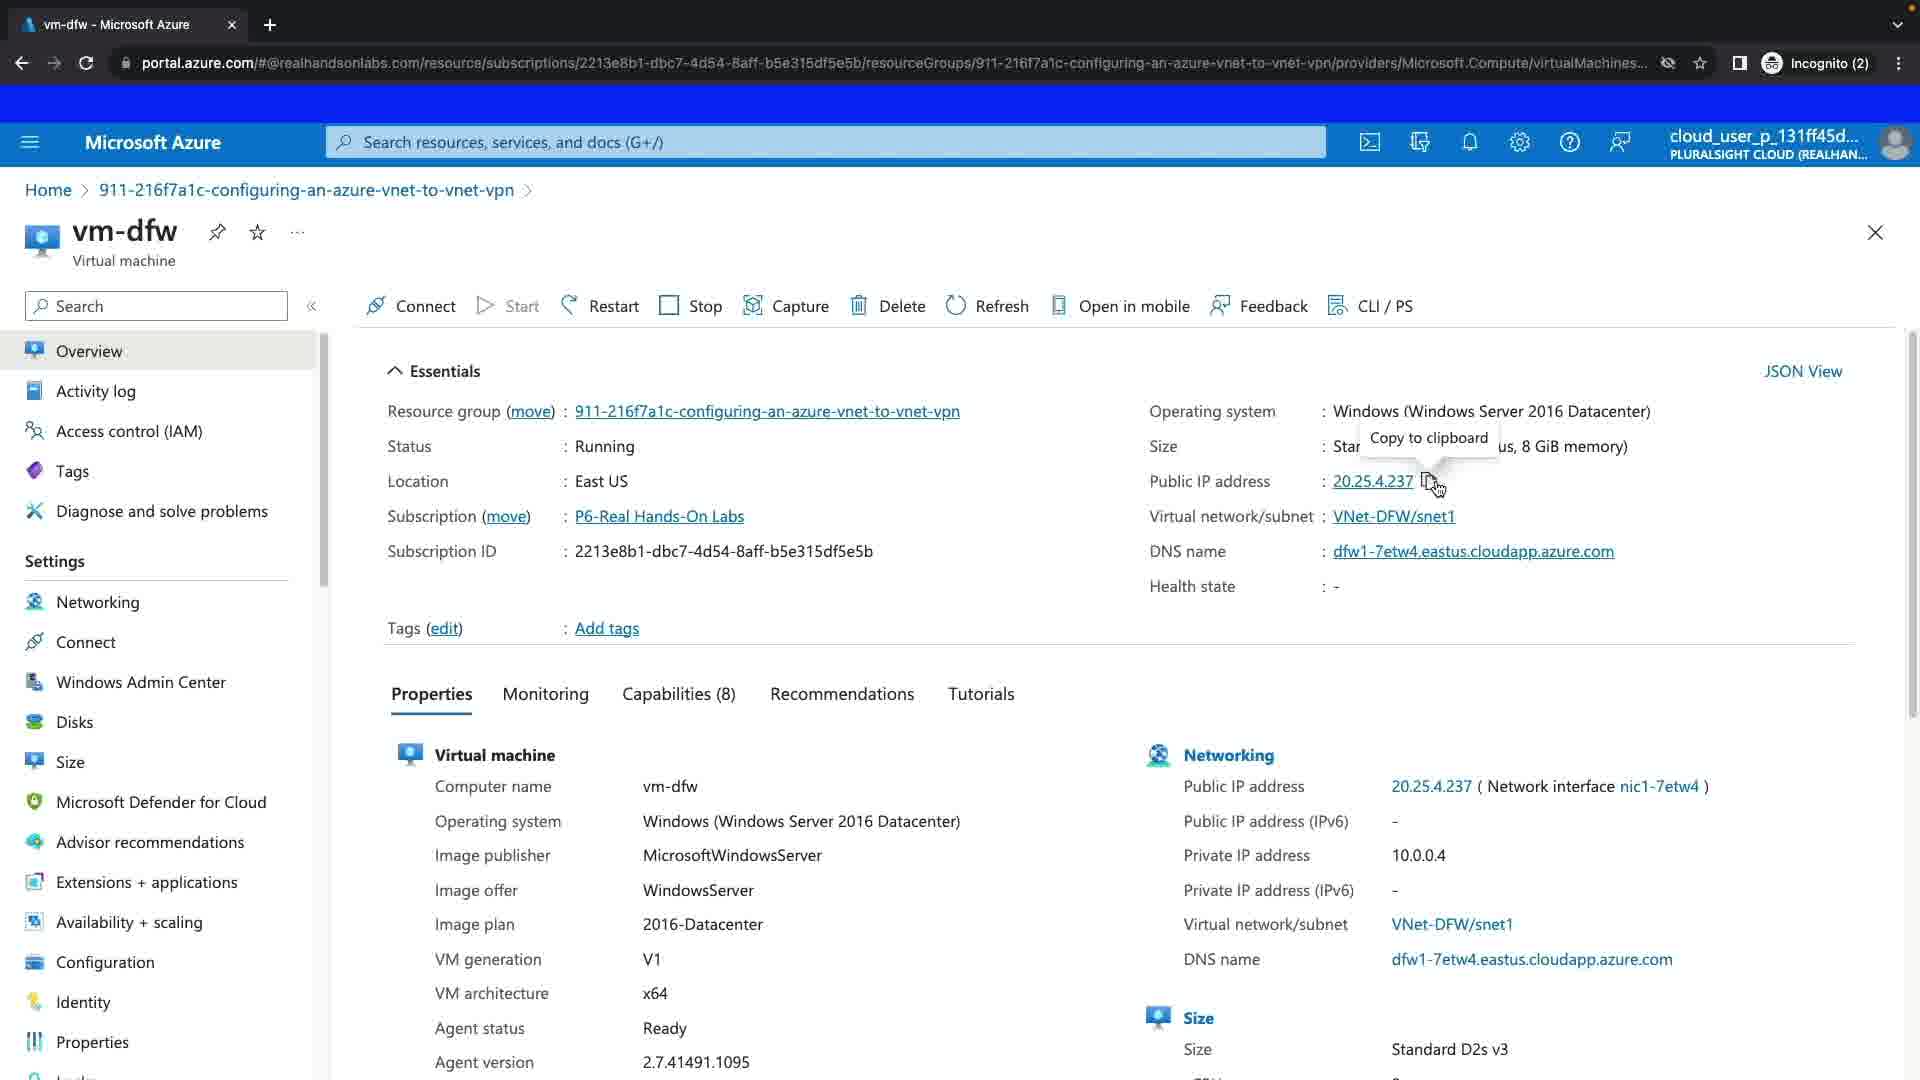 vm-dfw - Microsoft Azure
portal.azure.com/#@realhandsonlabs.com/resource/subscriptions/2213e8b1-dbc7-4d54-8aff-b5e315df5e5b/resourceGroups/911-216f7a1c-configuring-an-azure-vnet-to-vnet-vpn/providers/Microsoft.Compute/virtualMachines...
Incognito (2)
Microsoft Azure
Search resources, services, and docs (G+/)
cloud_user_p_131ff45d...
PLURALSIGHT CLOUD (REALHAN...
Home > 911-216f7a1c-configuring-an-azure-vnet-to-vnet-vpn >
vm-dfw
Virtual machine
Search
Connect Start Restart Stop Capture Delete Refresh Open in mobile Feedback CLI / PS
Overview
Activity log
Access control (IAM)
Tags
Diagnose and solve problems
Settings
Networking
Connect
Windows Admin Center
Disks
Size
Microsoft Defender for Cloud
Advisor recommendations
Extensions + applications
Availability + scaling
Configuration
Identity
Properties
Essentials
JSON View
Resource group (move) : 911-216f7a1c-configuring-an-azure-vnet-to-vnet-vpn
Status : Running
Location : East US
Subscription (move) : P6-Real Hands-On Labs
Subscription ID : 2213e8b1-dbc7-4d54-8aff-b5e315df5e5b
Operating system : Windows (Windows Server 2016 Datacenter)
Copy to clipboard
Size : Star us, 8 GiB memory)
Public IP address : 20.25.4.237
Virtual network/subnet : VNet-DFW/snet1
DNS name : dfw1-7etw4.eastus.cloudapp.azure.com
Health state : -
Tags (edit) : Add tags
Properties Monitoring Capabilities (8) Recommendations Tutorials
Virtual machine
Computer name vm-dfw
Operating system Windows (Windows Server 2016 Datacenter)
Image publisher MicrosoftWindowsServer
Image offer WindowsServer
Image plan 2016-Datacenter
VM generation V1
VM architecture x64
Agent status Ready
Agent version 2.7.41491.1095
Networking
Public IP address 20.25.4.237 ( Network interface nic1-7etw4 )
Public IP address (IPv6) -
Private IP address 10.0.0.4
Private IP address (IPv6) -
Virtual network/subnet VNet-DFW/snet1
DNS name dfw1-7etw4.eastus.cloudapp.azure.com
Size
Size Standard D2s v3